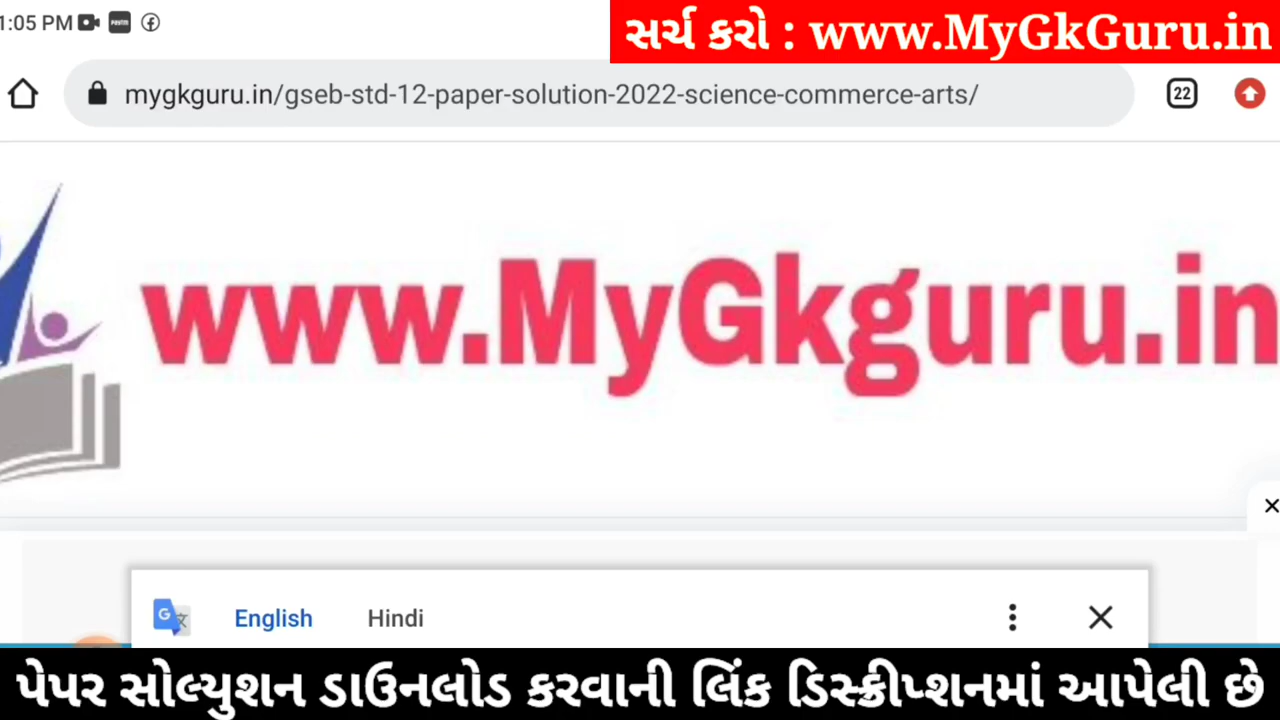 1:05 PM
સર્ચ કરો : www.MyGkGuru.in
mygkguru.in/gseb-std-12-paper-solution-2022-science-commerce-arts/
22
www.MyGkguru.in
English Hindi
પેપર સોલ્યુશન ડાઉનલોડ કરવાની લિંક ડિસ્ક્રીપ્શનમાં આપેલી છે